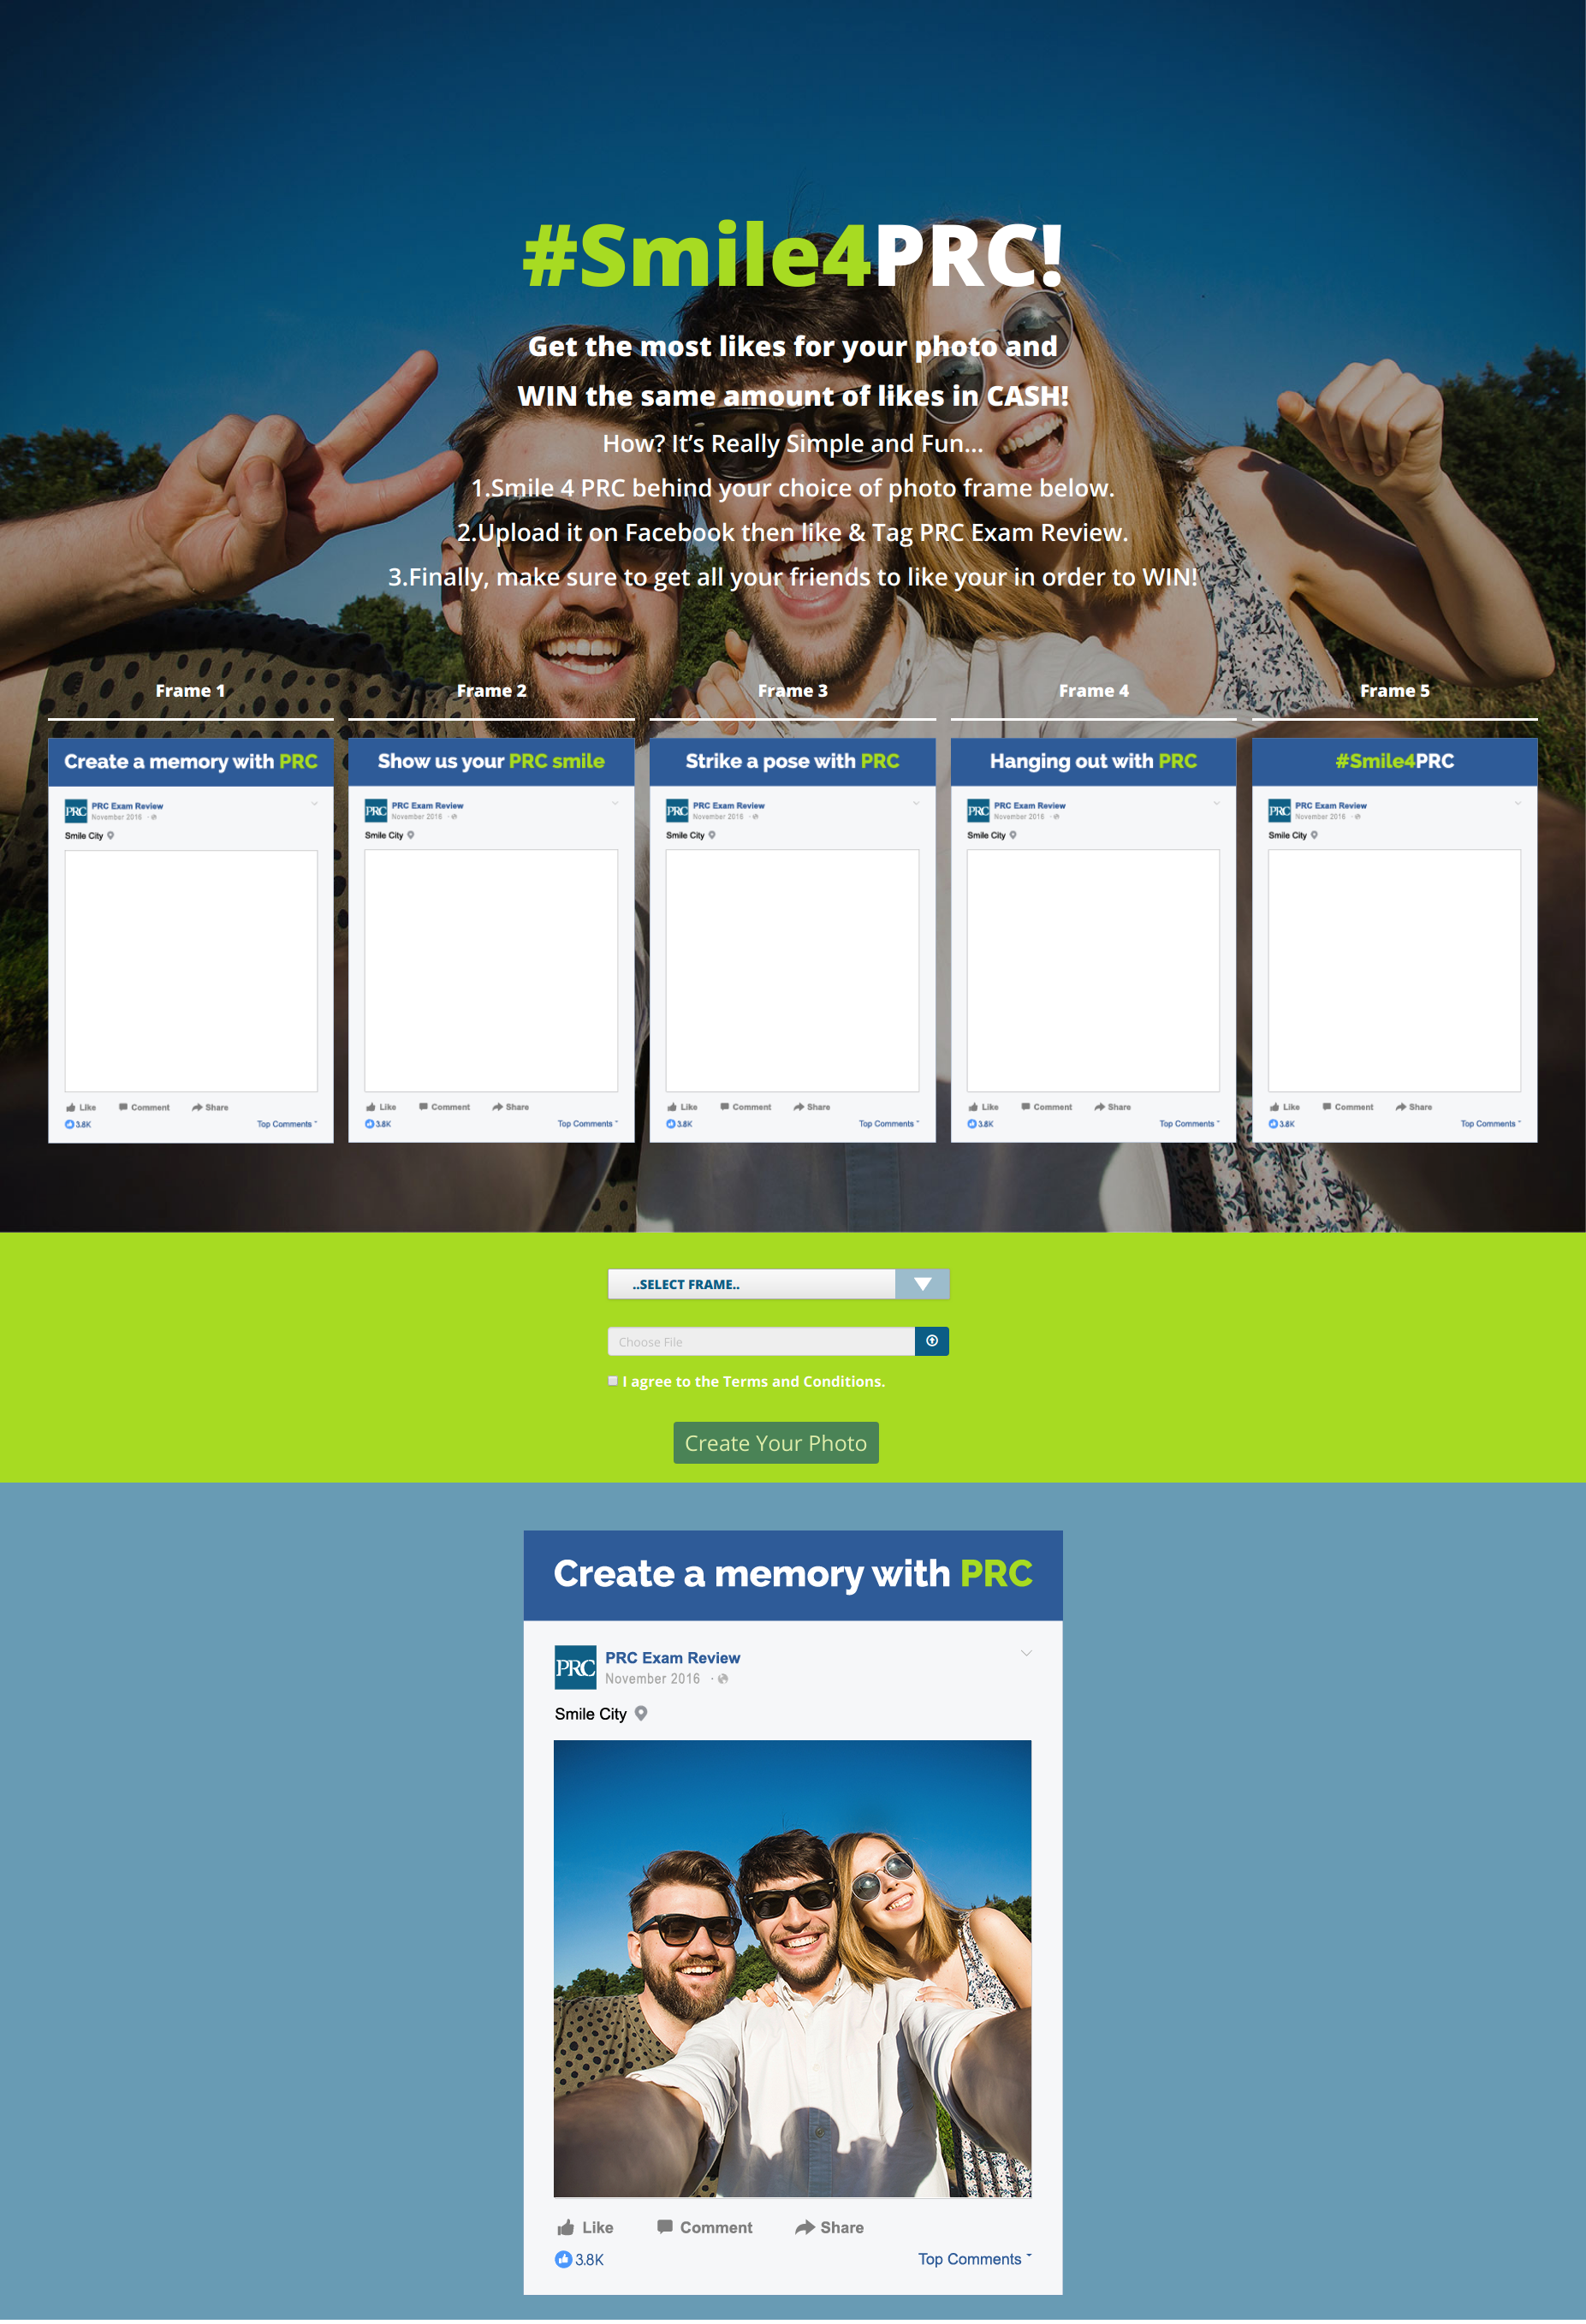 #Smile4PRC!
Get the most likes for your photo and
WIN the same amount of likes in CASH!
How? It’s Really Simple and Fun...
1.Smile 4 PRC behind your choice of photo frame below.
2.Upload it on Facebook then like & Tag PRC Exam Review.
3.Finally, make sure to get all your friends to like your in order to WIN!
Frame 1
Create a memory with PRC
PRC
PRC Exam Review
November 2016
Smile City
Like Comment Share
3.8K Top Comments
Frame 2
Show us your PRC smile
PRC
PRC Exam Review
November 2016
Smile City
Like Comment Share
3.8K Top Comments
Frame 3
Strike a pose with PRC
PRC
PRC Exam Review
November 2016
Smile City
Like Comment Share
3.8K Top Comments
Frame 4
Hanging out with PRC
PRC
PRC Exam Review
November 2016
Smile City
Like Comment Share
3.8K Top Comments
Frame 5
#Smile4PRC
PRC
PRC Exam Review
November 2016
Smile City
Like Comment Share
3.8K Top Comments
..SELECT FRAME..
Choose File
I agree to the Terms and Conditions.
Create Your Photo
Create a memory with PRC
PRC
PRC Exam Review
November 2016
Smile City
Like Comment Share
3.8K Top Comments